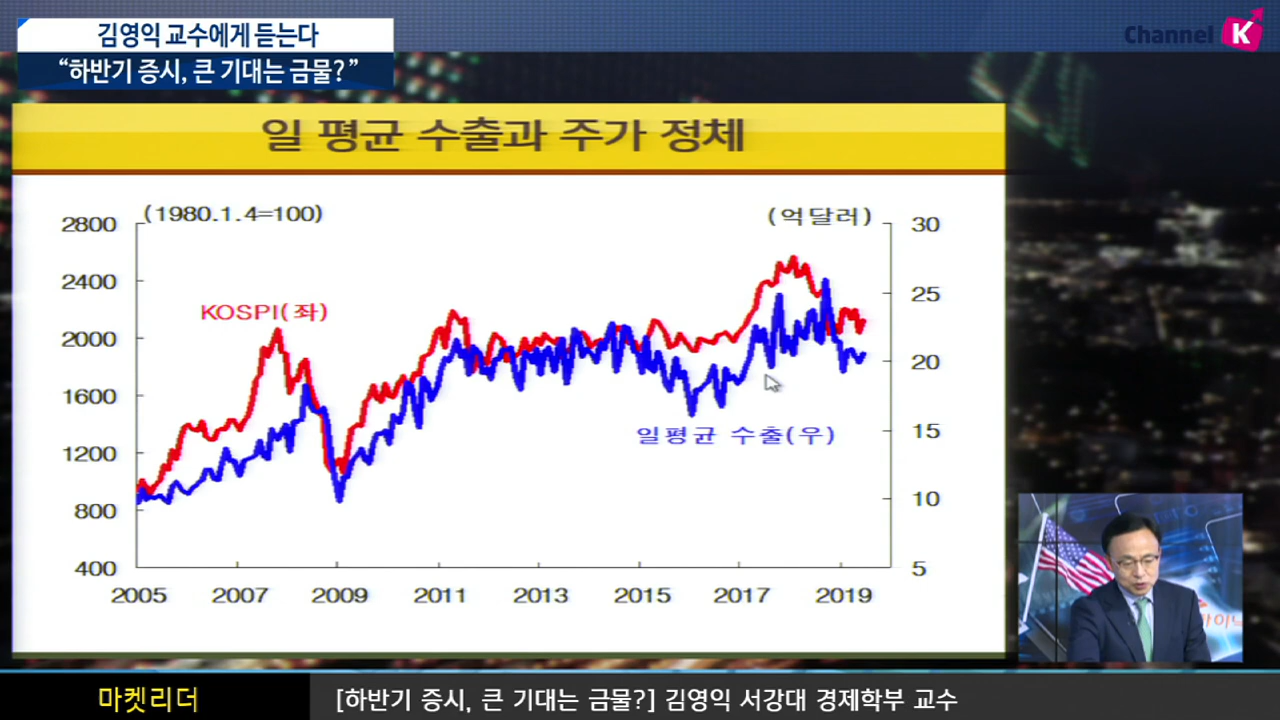 김영익 교수에게 듣는다
“하반기 증시, 큰 기대는 금물?”
Channel K
일 평균 수출과 주가 정체
(1980.1.4=100)
(억달러)
2800
2400
2000
1600
1200
800
400
30
25
20
15
10
5
KOSPI(좌)
일평균 수출(우)
2005 2007 2009 2011 2013 2015 2017 2019
마켓리더
[하반기 증시, 큰 기대는 금물?] 김영익 서강대 경제학부 교수